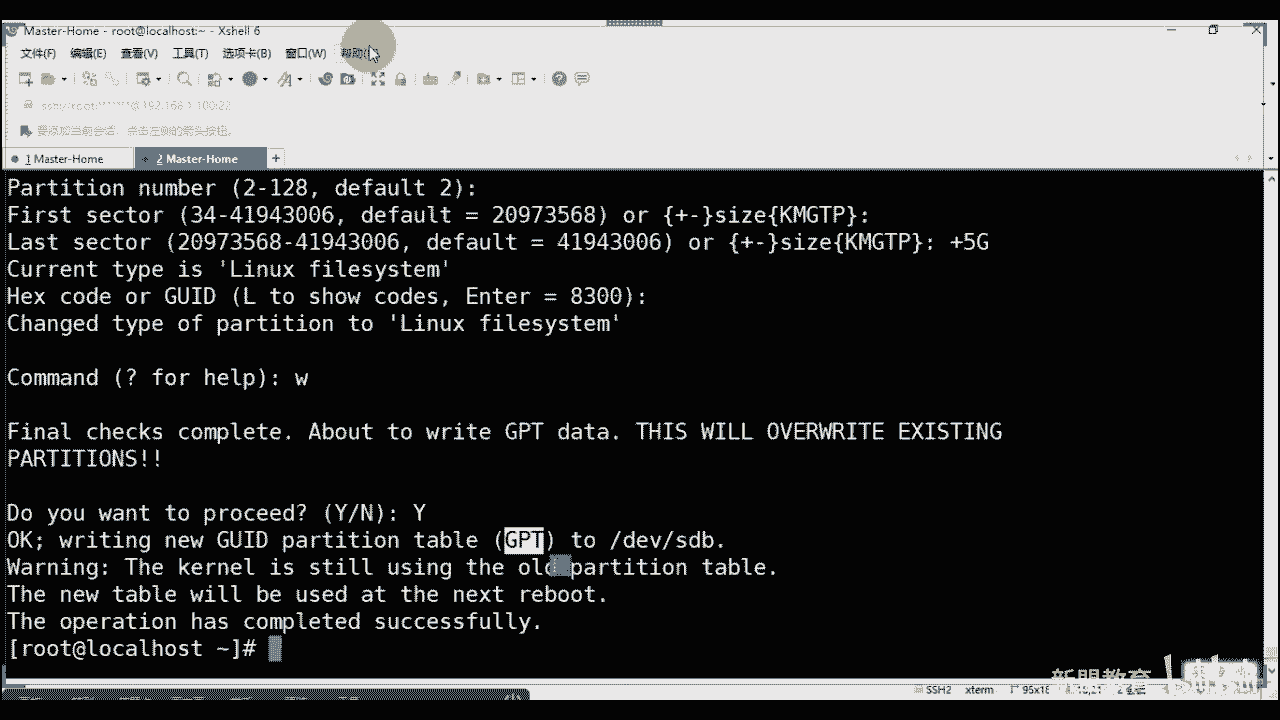 Master-Home - root@localhost:~ - Xshell 6
文件(F) 编辑(E) 查看(V) 工具(T) 选项卡(B) 窗口(W) 帮助
ssh://root:******@192.168.1.100:22
要添加当前会话，点击左侧的箭头按钮。
1 Master-Home 2 Master-Home +
Partition number (2-128, default 2):
First sector (34-41943006, default = 20973568) or {+-}size{KMGTP}:
Last sector (20973568-41943006, default = 41943006) or {+-}size{KMGTP}: +5G
Current type is 'Linux filesystem'
Hex code or GUID (L to show codes, Enter = 8300):
Changed type of partition to 'Linux filesystem'
Command (? for help): w
Final checks complete. About to write GPT data. THIS WILL OVERWRITE EXISTING
PARTITIONS!!
Do you want to proceed? (Y/N): Y
OK; writing new GUID partition table (GPT) to /dev/sdb.
Warning: The kernel is still using the old partition table.
The new table will be used at the next reboot.
The operation has completed successfully.
[root@localhost ~]#
新盟教育
SSH2 xterm